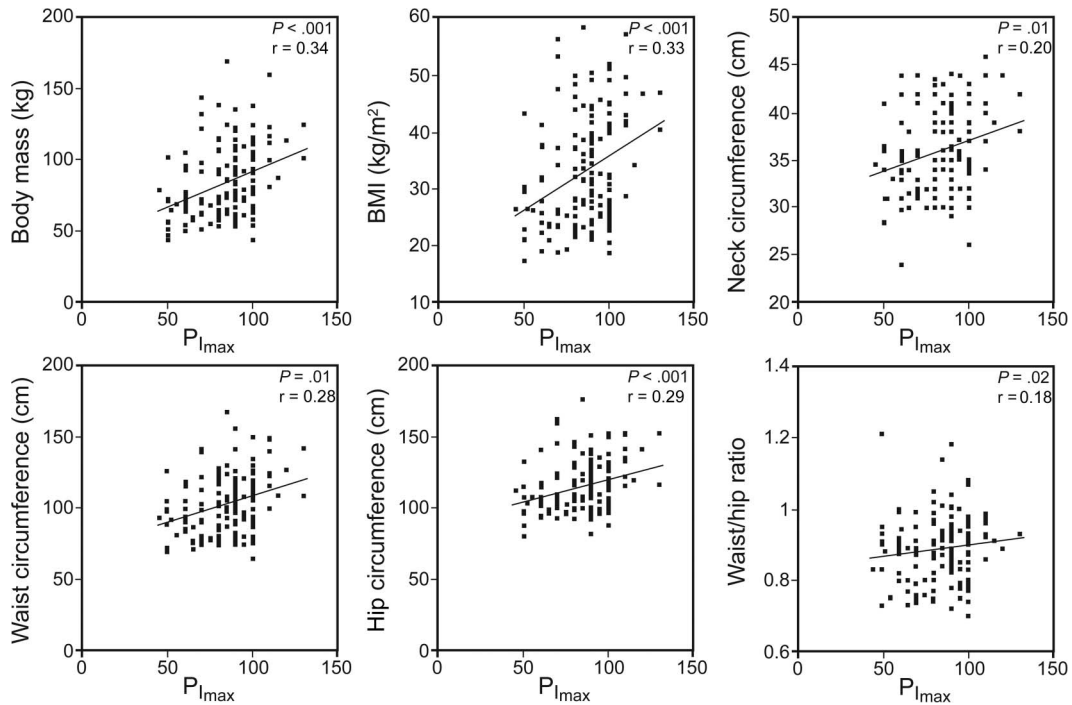 200
150
100
50
0
Body mass (kg)
P < .001
r = 0.34
0
50
100
150
PImax
60
50
40
30
20
10
BMI (kg/m²)
P < .001
r = 0.33
0
50
100
150
PImax
50
45
40
35
30
25
20
Neck circumference (cm)
P = .01
r = 0.20
0
50
100
150
PImax
200
150
100
50
0
Waist circumference (cm)
P = .01
r = 0.28
0
50
100
150
PImax
200
150
100
50
0
Hip circumference (cm)
P < .001
r = 0.29
0
50
100
150
PImax
1.4
1.2
1
0.8
0.6
Waist/hip ratio
P = .02
r = 0.18
0
50
100
150
PImax